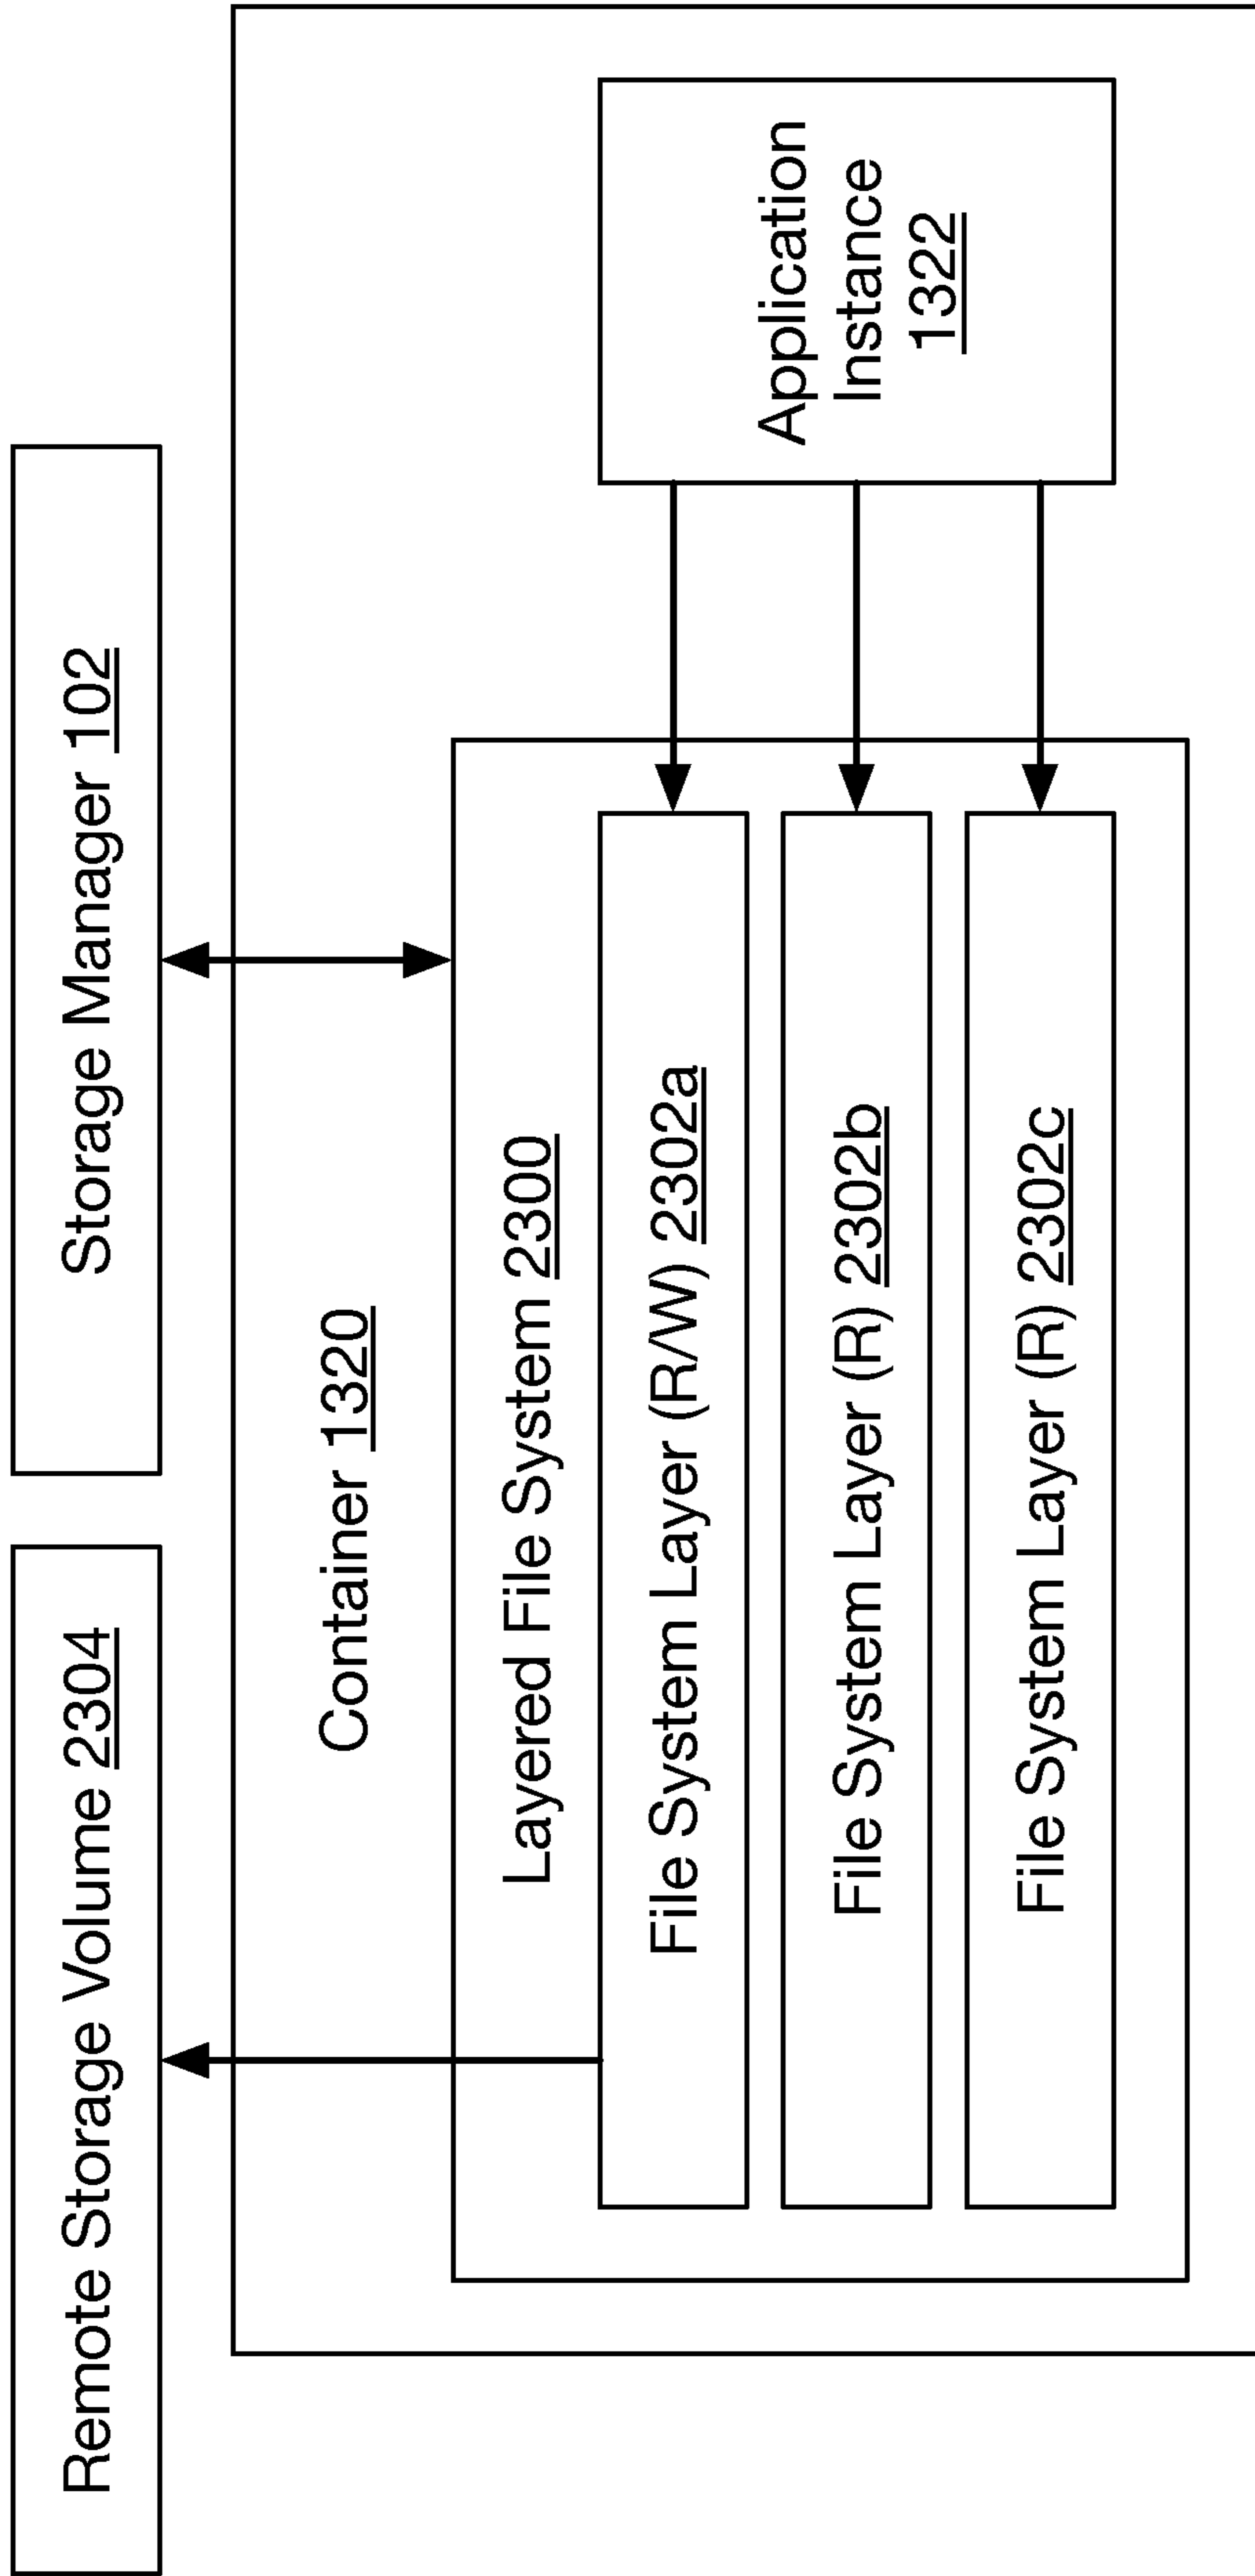 Remote Storage Volume 2304
Storage Manager 102
Container 1320
Layered File System 2300
File System Layer (R/W) 2302a
File System Layer (R) 2302b
File System Layer (R) 2302c
Application
Instance
1322